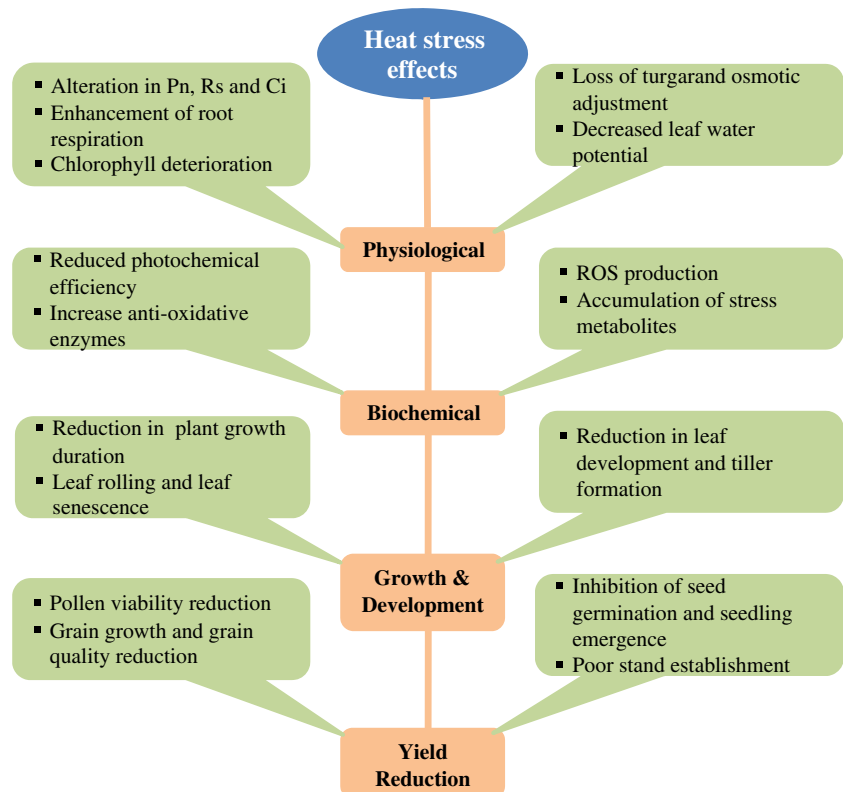 Heat stress
effects
▪ Alteration in Pn, Rs and Ci
▪ Enhancement of root
respiration
▪ Chlorophyll deterioration
▪ Loss of turgarand osmotic
adjustment
▪ Decreased leaf water
potential
Physiological
▪ Reduced photochemical
efficiency
▪ Increase anti-oxidative
enzymes
▪ ROS production
▪ Accumulation of stress
metabolites
Biochemical
▪ Reduction in plant growth
duration
▪ Leaf rolling and leaf
senescence
▪ Reduction in leaf
development and tiller
formation
Growth &
Development
▪ Pollen viability reduction
▪ Grain growth and grain
quality reduction
▪ Inhibition of seed
germination and seedling
emergence
▪ Poor stand establishment
Yield
Reduction